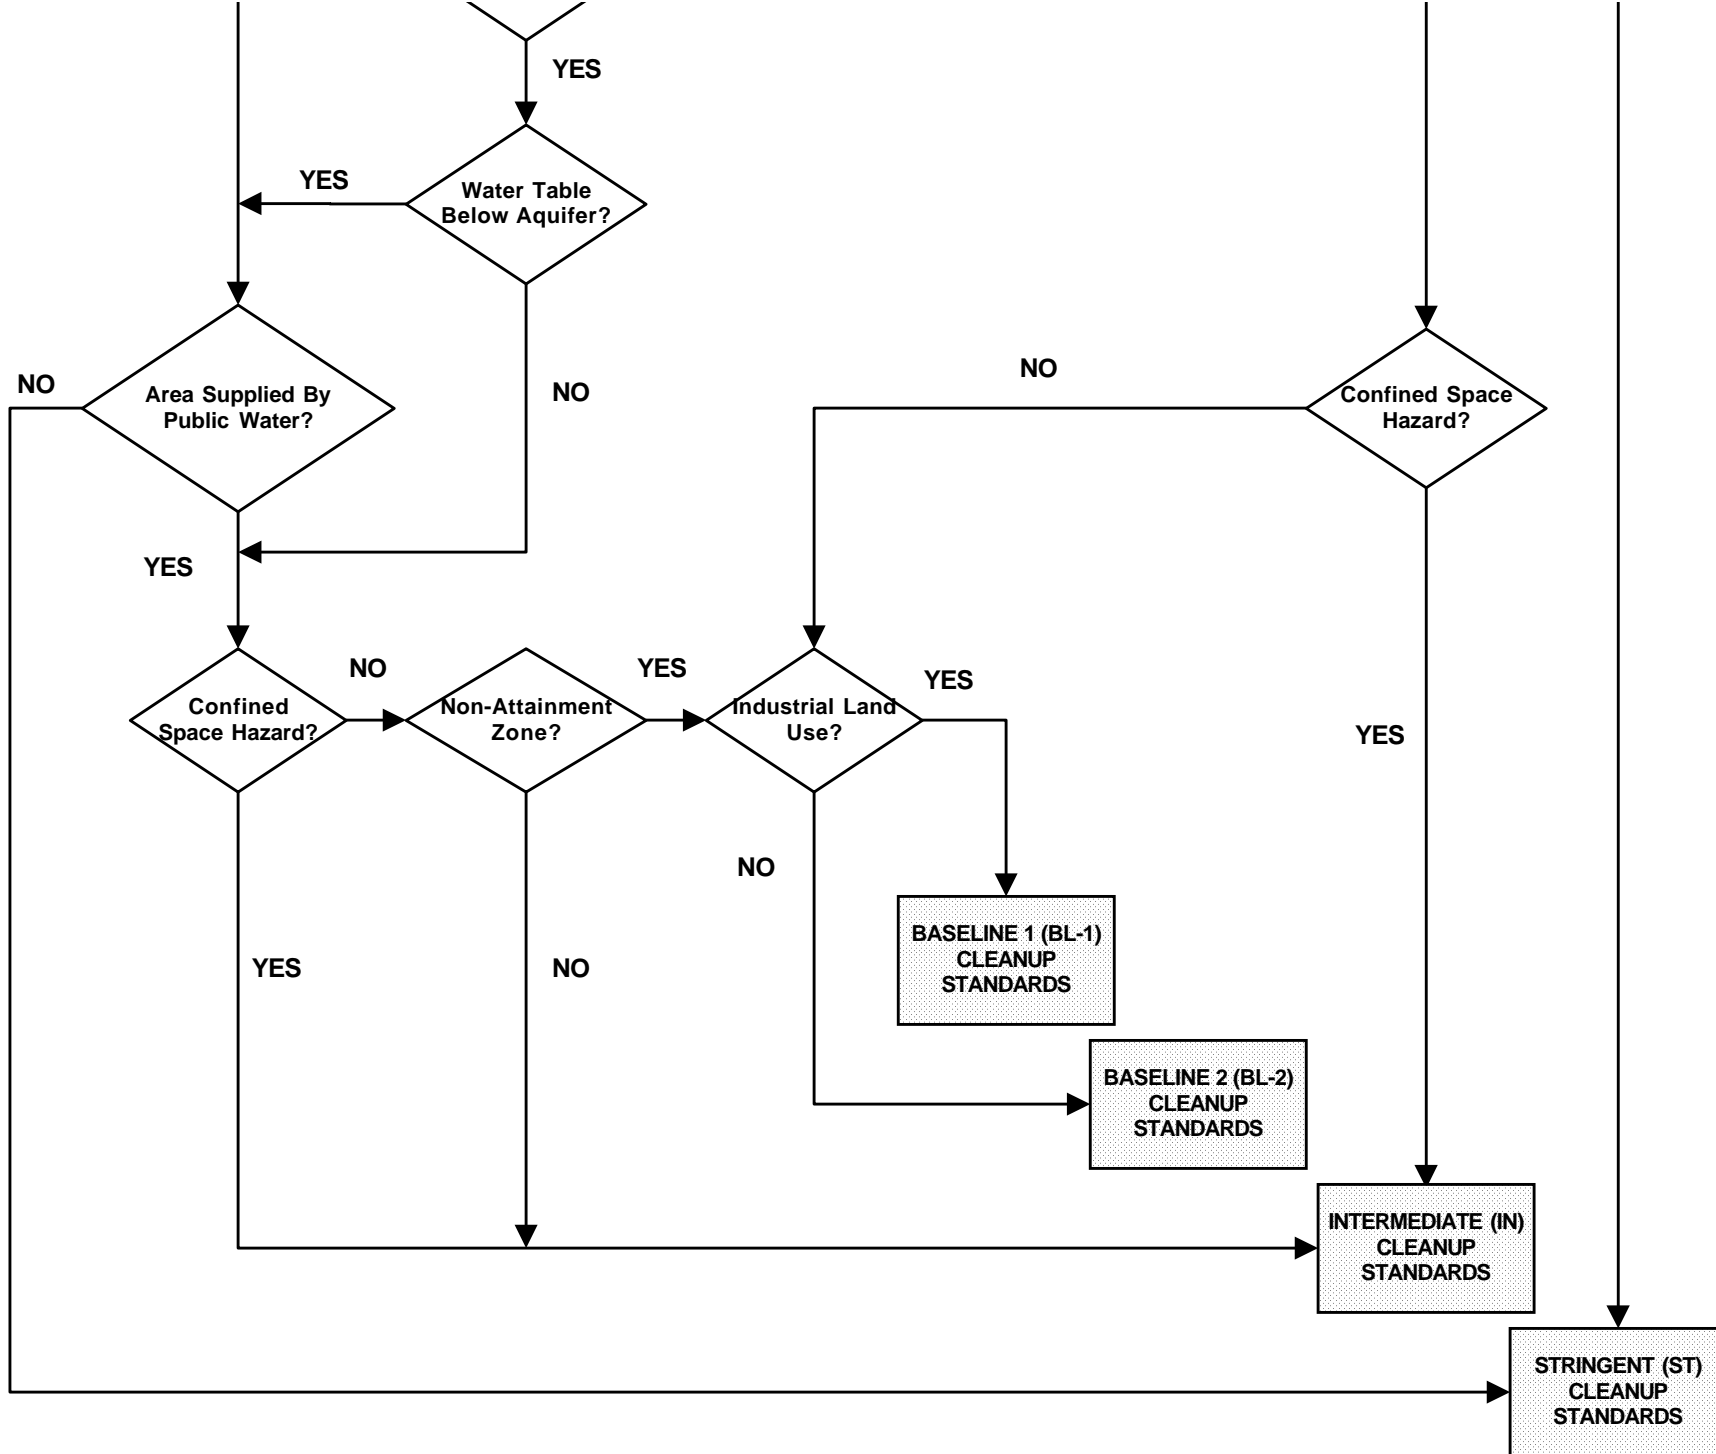 YES
YES
Water Table
Below Aquifer?
NO
Area Supplied By
Public Water?
NO
NO
Confined Space
Hazard?
YES
Confined
Space Hazard?
NO
Non-Attainment
Zone?
YES
Industrial Land
Use?
YES
YES
NO
BASELINE 1 (BL-1)
CLEANUP
STANDARDS
YES
NO
BASELINE 2 (BL-2)
CLEANUP
STANDARDS
INTERMEDIATE (IN)
CLEANUP
STANDARDS
STRINGENT (ST)
CLEANUP
STANDARDS